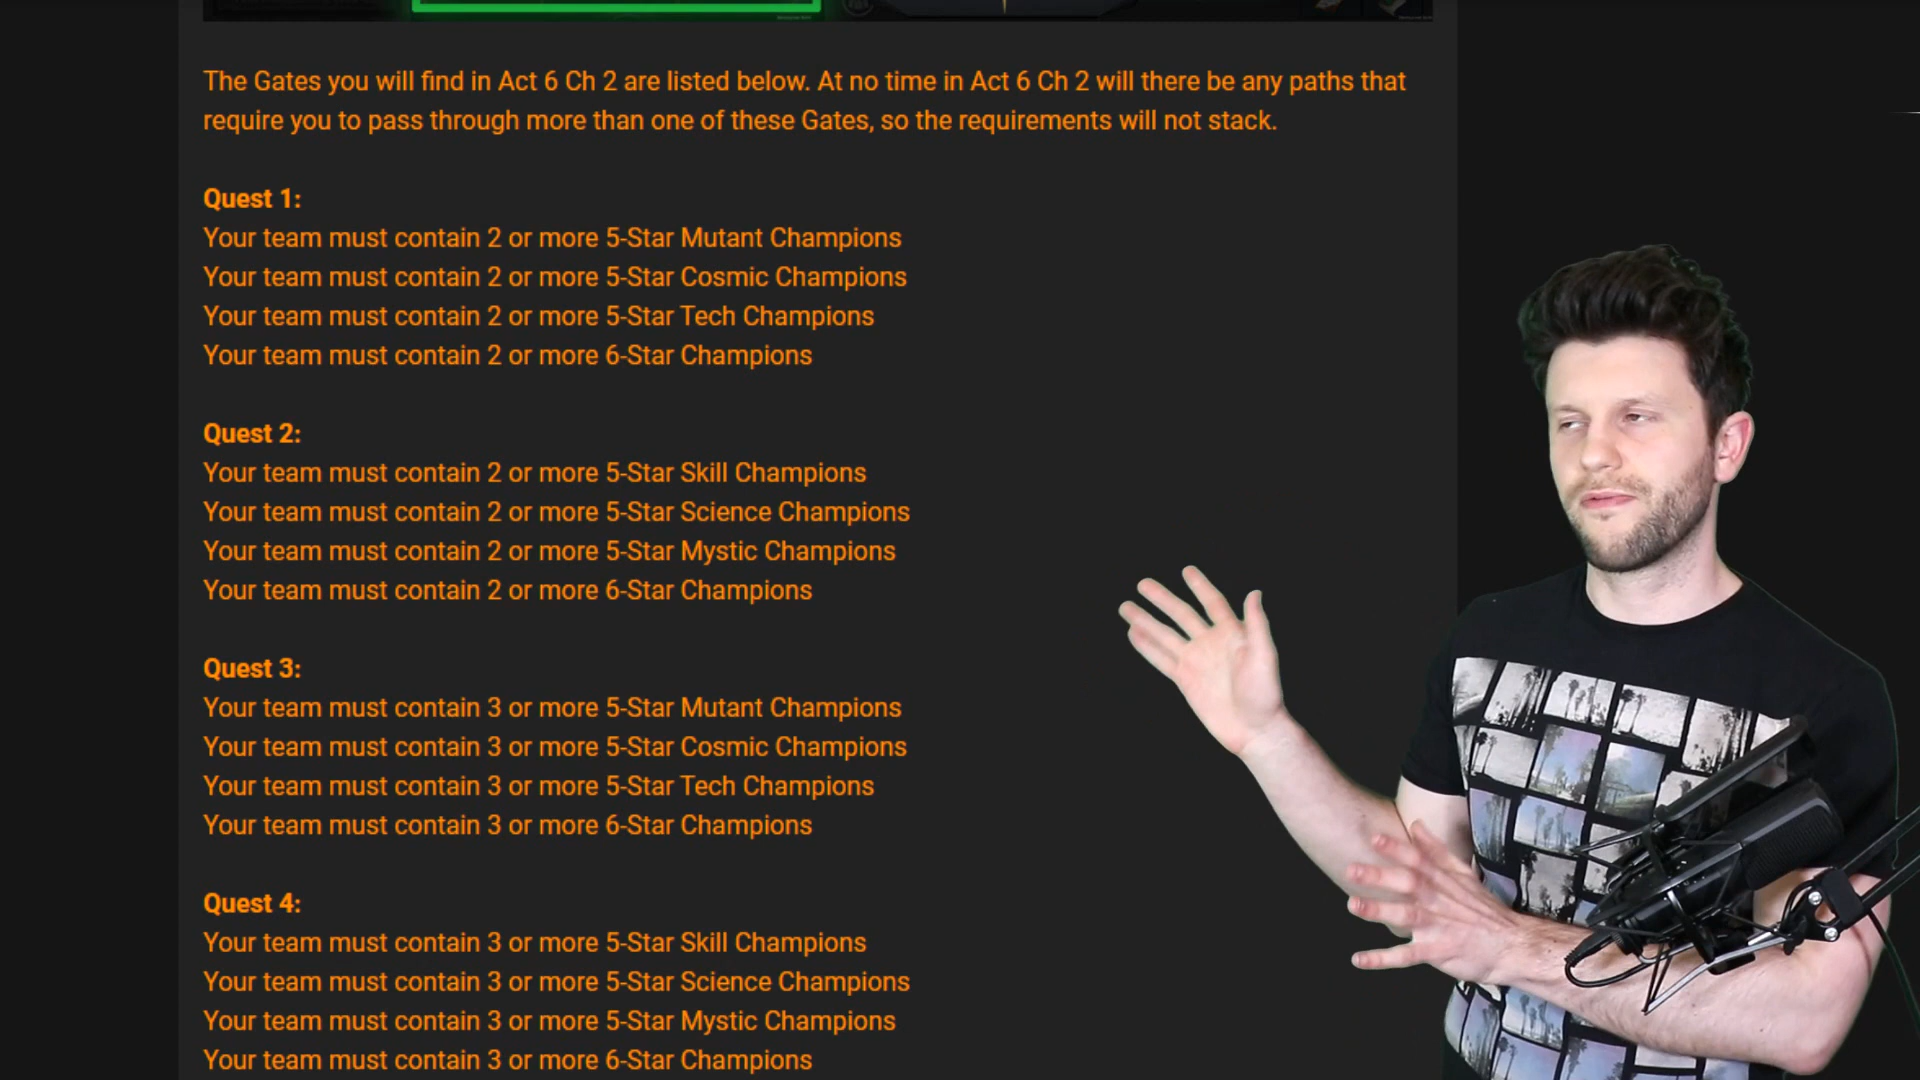 The Gates you will find in Act 6 Ch 2 are listed below. At no time in Act 6 Ch 2 will there be any paths that
require you to pass through more than one of these Gates, so the requirements will not stack.
Quest 1:
Your team must contain 2 or more 5-Star Mutant Champions
Your team must contain 2 or more 5-Star Cosmic Champions
Your team must contain 2 or more 5-Star Tech Champions
Your team must contain 2 or more 6-Star Champions
Quest 2:
Your team must contain 2 or more 5-Star Skill Champions
Your team must contain 2 or more 5-Star Science Champions
Your team must contain 2 or more 5-Star Mystic Champions
Your team must contain 2 or more 6-Star Champions
Quest 3:
Your team must contain 3 or more 5-Star Mutant Champions
Your team must contain 3 or more 5-Star Cosmic Champions
Your team must contain 3 or more 5-Star Tech Champions
Your team must contain 3 or more 6-Star Champions
Quest 4:
Your team must contain 3 or more 5-Star Skill Champions
Your team must contain 3 or more 5-Star Science Champions
Your team must contain 3 or more 5-Star Mystic Champions
Your team must contain 3 or more 6-Star Champions